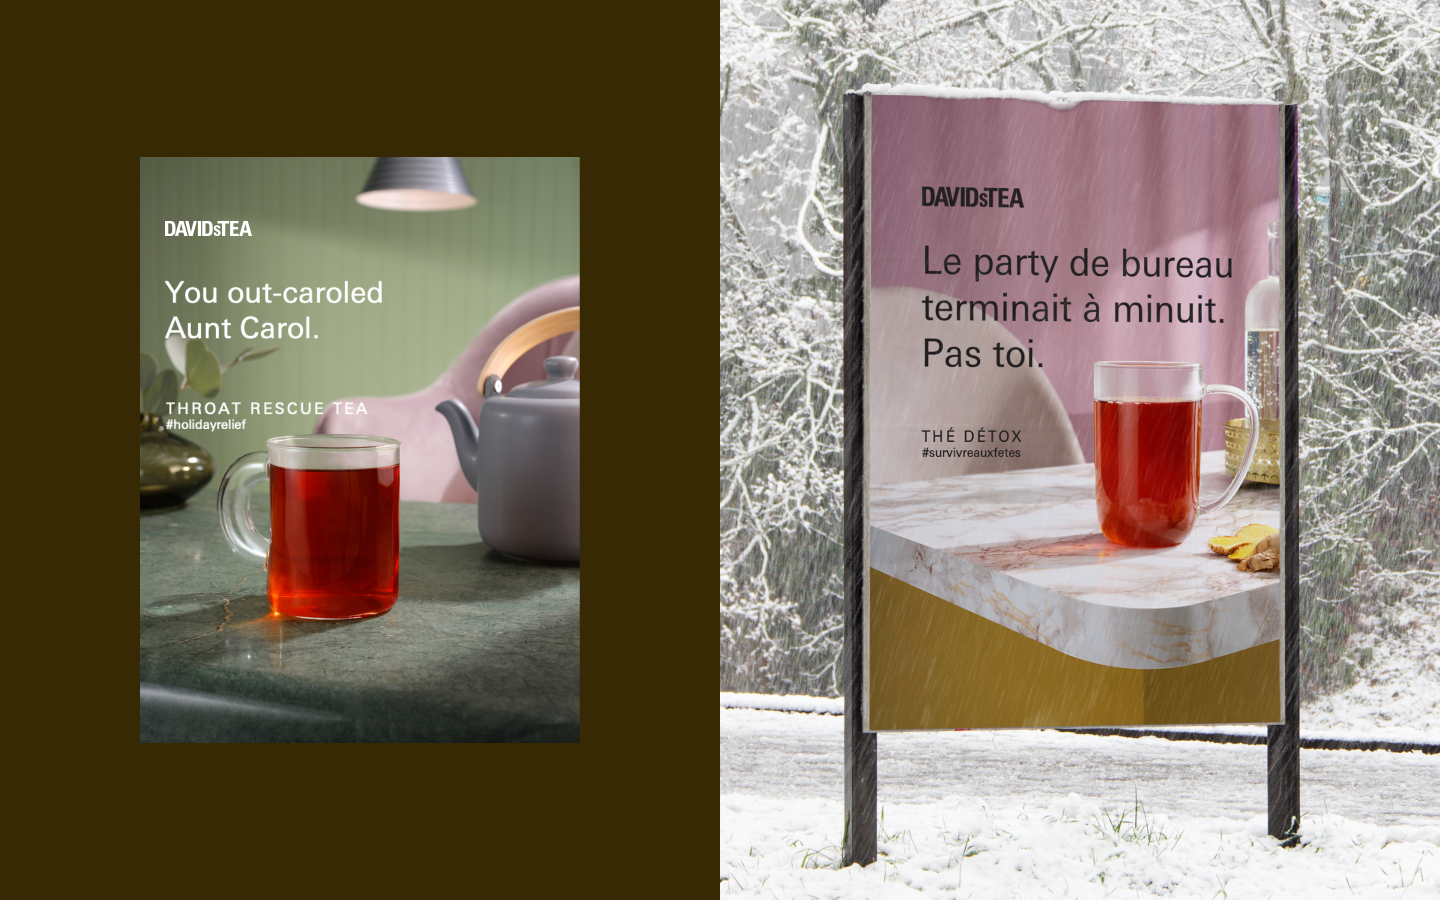 DAVIDsTEA
You out-caroled
Aunt Carol.
THROAT RESCUE TEA
#holidayrelief
DAVIDsTEA
Le party de bureau
terminait à minuit.
Pas toi.
THÉ DÉTOX
#survivreauxfetes